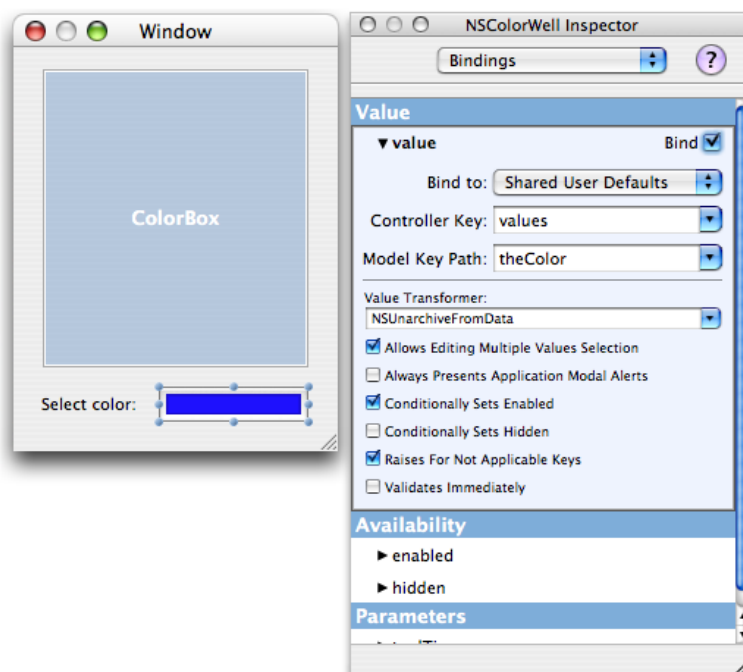 Window
ColorBox
Select color:
NSColorWell Inspector
Bindings
?
Value
value
Bind
Bind to: Shared User Defaults
Controller Key: values
Model Key Path: theColor
Value Transformer:
NSUnarchiveFromData
Allows Editing Multiple Values Selection
Always Presents Application Modal Alerts
Conditionally Sets Enabled
Conditionally Sets Hidden
Raises For Not Applicable Keys
Validates Immediately
Availability
enabled
hidden
Parameters